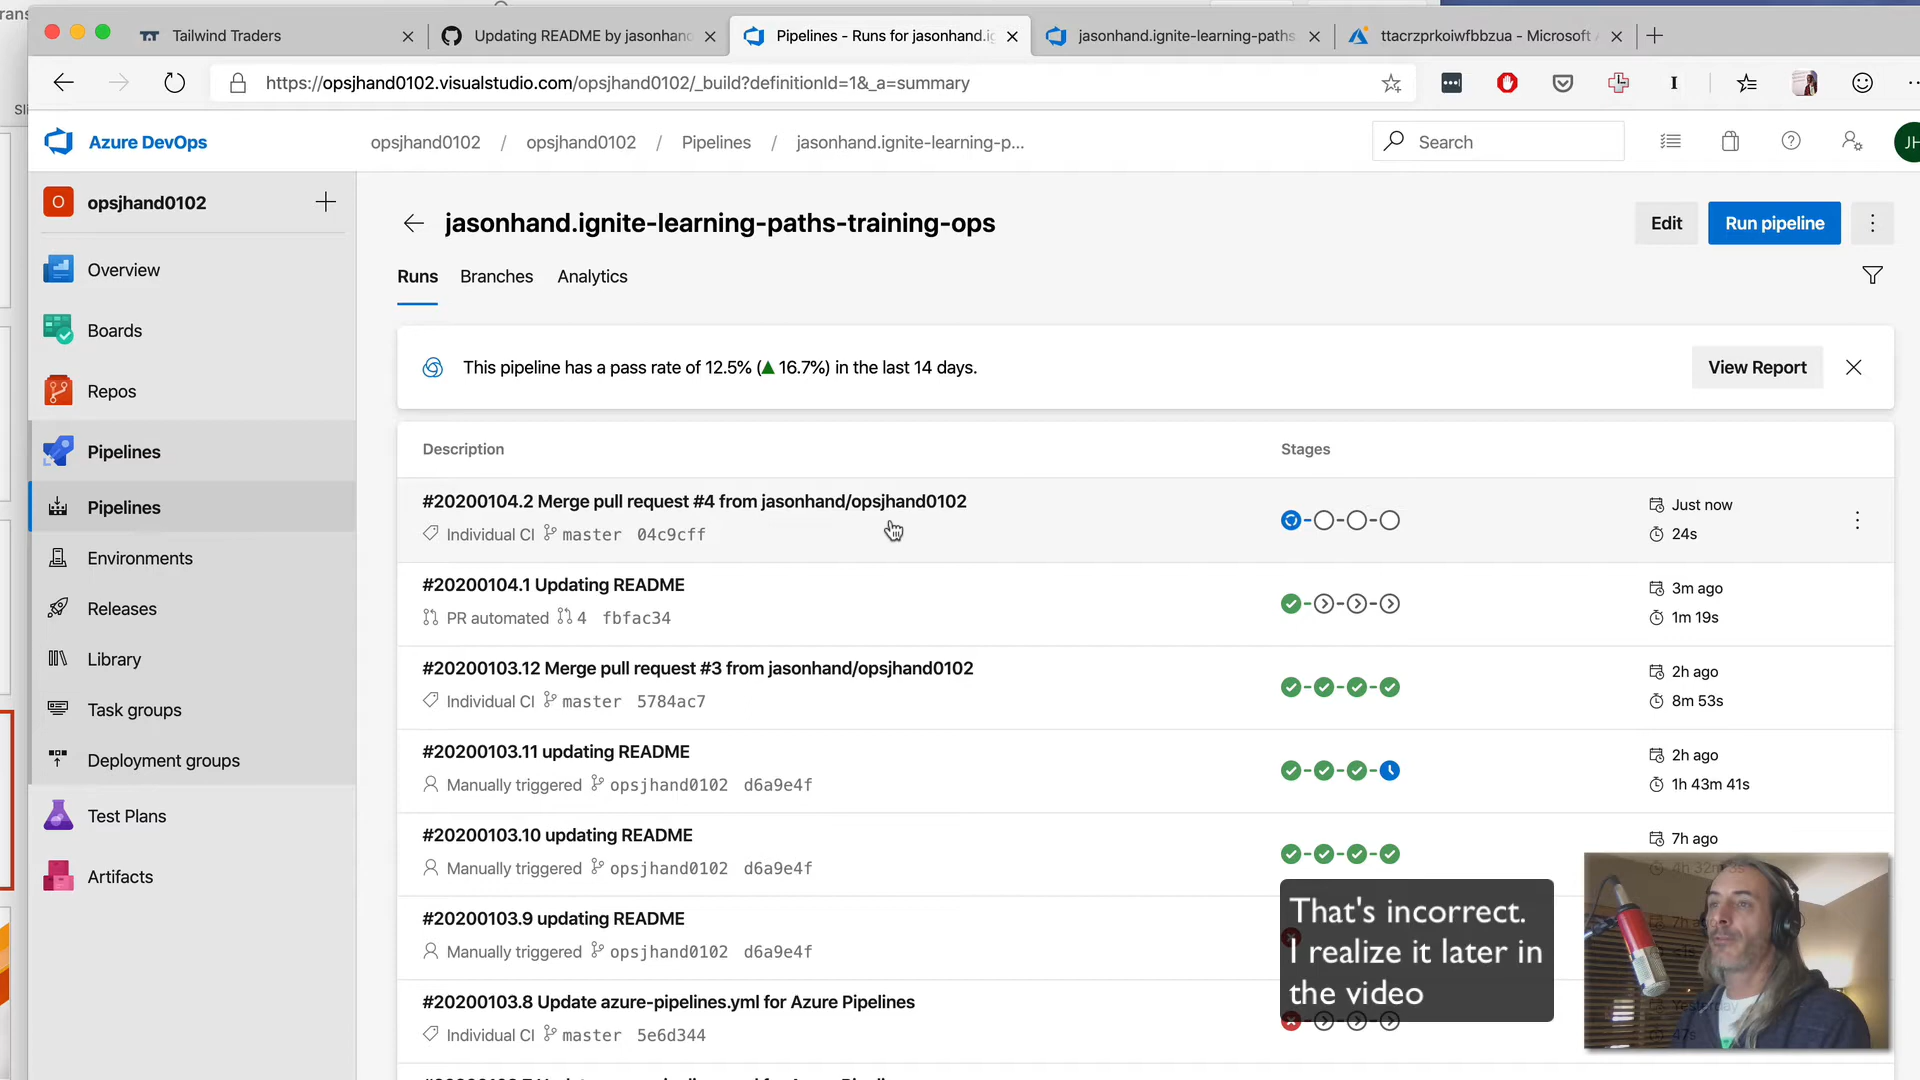 rans
Tailwind Traders
Updating README by jasonhand
Pipelines - Runs for jasonhand.ig
jasonhand.ignite-learning-paths
ttacrzprkoiwfbbzua - Microsoft A
https://opsjhand0102.visualstudio.com/opsjhand0102/_build?definitionId=1&_a=summary
Sli
Azure DevOps
opsjhand0102 / opsjhand0102 / Pipelines / jasonhand.ignite-learning-p...
Search
JH
O opsjhand0102
jasonhand.ignite-learning-paths-training-ops
Edit
Run pipeline
Overview
Runs
Branches
Analytics
Boards
This pipeline has a pass rate of 12.5% (▲ 16.7%) in the last 14 days.
View Report
Repos
Pipelines
Pipelines
Environments
Releases
Library
Task groups
Deployment groups
Test Plans
Artifacts
Description
Stages
#20200104.2 Merge pull request #4 from jasonhand/opsjhand0102
Individual CI master 04c9cff
Just now
24s
#20200104.1 Updating README
PR automated 4 fbfac34
3m ago
1m 19s
#20200103.12 Merge pull request #3 from jasonhand/opsjhand0102
Individual CI master 5784ac7
2h ago
8m 53s
#20200103.11 updating README
Manually triggered opsjhand0102 d6a9e4f
2h ago
1h 43m 41s
#20200103.10 updating README
Manually triggered opsjhand0102 d6a9e4f
7h ago
#20200103.9 updating README
Manually triggered opsjhand0102 d6a9e4f
#20200103.8 Update azure-pipelines.yml for Azure Pipelines
Individual CI master 5e6d344
Yesterday
47s
That's incorrect.
I realize it later in
the video